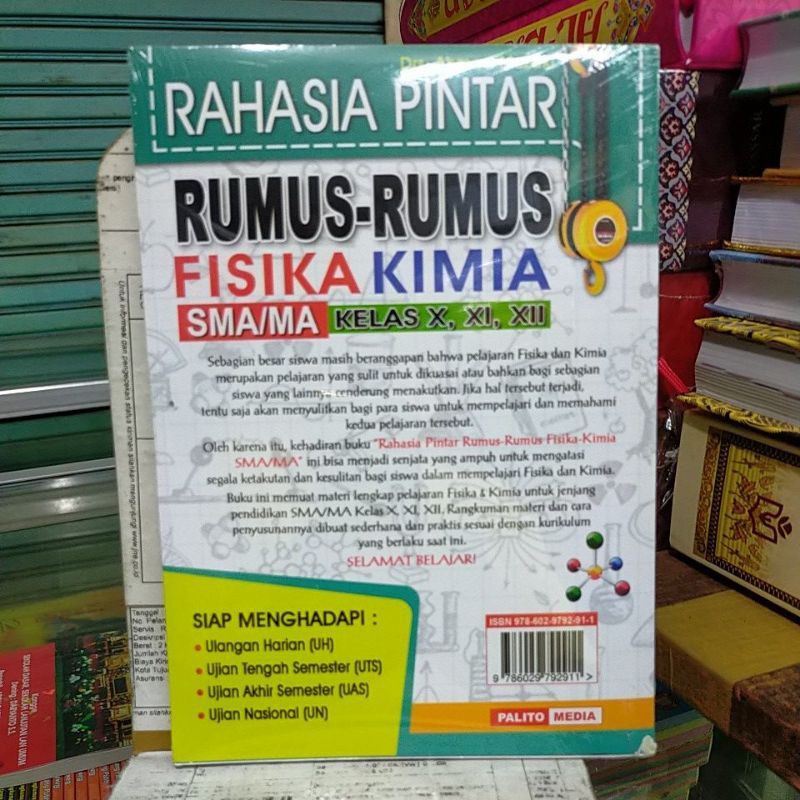 RAHASIA PINTAR
RUMUS-RUMUS
FISIKA KIMIA
SMA/MA KELAS X, XI, XII
Sebagian besar siswa masih beranggapan bahwa pelajaran Fisika dan Kimia
merupakan pelajaran yang sulit untuk dikuasai atau bahkan bagi sebagian
siswa yang lainnya cenderung menakutkan. Jika hal tersebut terjadi,
tentu saja akan menyulitkan bagi para siswa untuk mempelajari dan memahami
kedua pelajaran tersebut.
Oleh karena itu, kehadiran buku "Rahasia Pintar Rumus-Rumus Fisika-Kimia
SMA/MA" ini bisa menjadi senjata yang ampuh untuk mengatasi
segala ketakutan dan kesulitan bagi siswa dalam mempelajari Fisika dan Kimia.
Buku ini memuat materi lengkap pelajaran Fisika & Kimia untuk jenjang
pendidikan SMA/MA Kelas X, XI, XII. Rangkuman materi dan cara
penyusunannya dibuat sederhana dan praktis sesuai dengan kurikulum
yang berlaku saat ini.
SELAMAT BELAJAR!
SIAP MENGHADAPI :
• Ulangan Harian (UH)
• Ujian Tengah Semester (UTS)
• Ujian Akhir Semester (UAS)
• Ujian Nasional (UN)
ISBN 978-602-9792-91-1
9 786029 792911 >
PALITO MEDIA